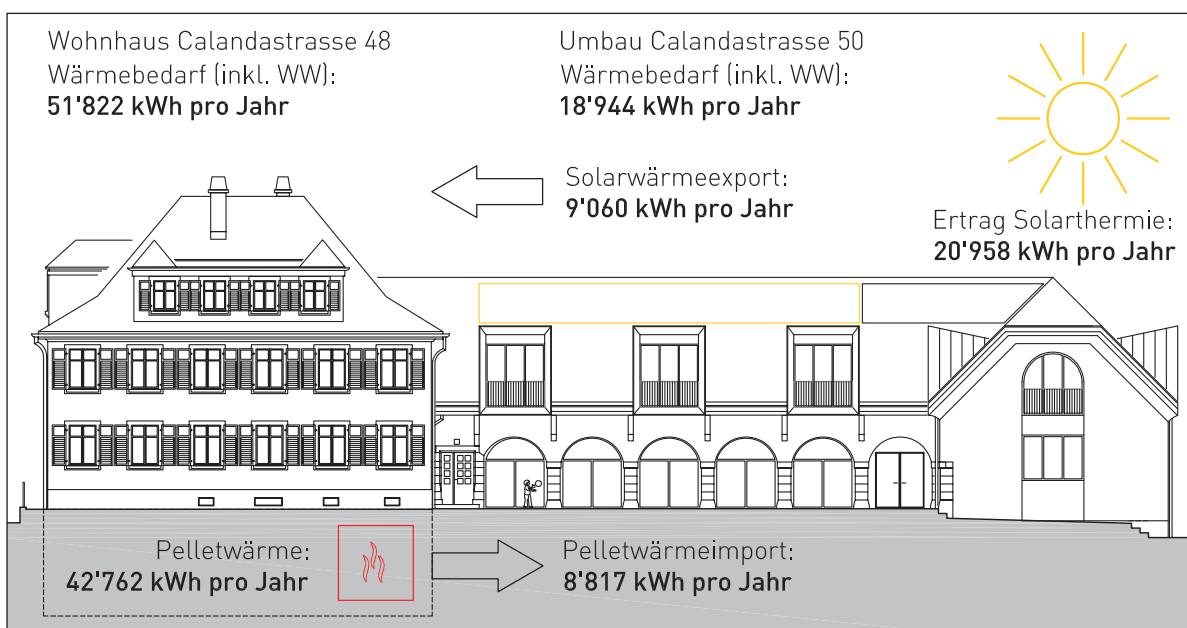 Wohnhaus Calandastrasse 48
Wärmebedarf (inkl. WW):
51'822 kWh pro Jahr
Umbau Calandastrasse 50
Wärmebedarf (inkl. WW):
18'944 kWh pro Jahr
Solarwärmeexport:
9'060 kWh pro Jahr
Ertrag Solarthermie:
20'958 kWh pro Jahr
Pelletwärme:
42'762 kWh pro Jahr
Pelletwärmeimport:
8'817 kWh pro Jahr